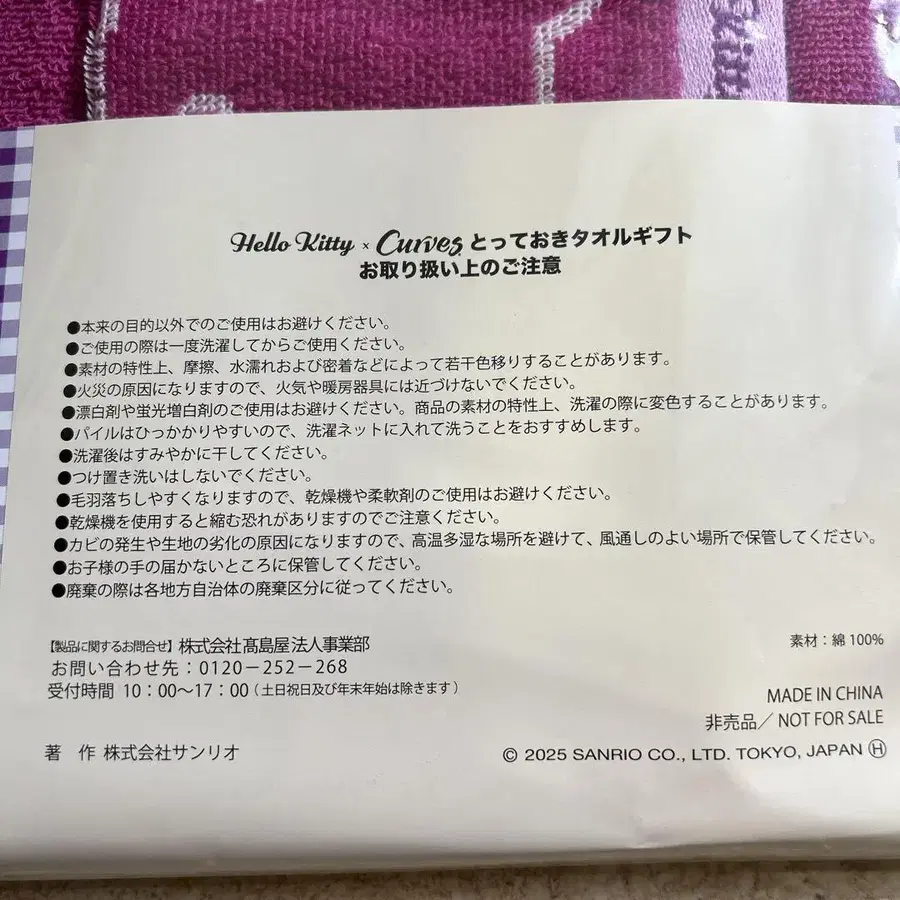 Kitty
Hello Kitty × Curves とっておきタオルギフト
お取り扱い上のご注意
●本来の目的以外でのご使用はお避けください。
●ご使用の際は一度洗濯してからご使用ください。
●素材の特性上、摩擦、水濡れおよび密着などによって若干色移りすることがあります。
●火災の原因になりますので、火気や暖房器具には近づけないでください。
●漂白剤や蛍光増白剤のご使用はお避けください。商品の素材の特性上、洗濯の際に変色することがあります。
●パイルはひっかかりやすいので、洗濯ネットに入れて洗うことをおすすめします。
●洗濯後はすみやかに干してください。
●つけ置き洗いはしないでください。
●毛羽落ちしやすくなりますので、乾燥機や柔軟剤のご使用はお避けください。
●乾燥機を使用すると縮む恐れがありますのでご注意ください。
●カビの発生や生地の劣化の原因になりますので、高温多湿な場所を避けて、風通しのよい場所で保管してください。
●お子様の手の届かないところに保管してください。
●廃棄の際は各地方自治体の廃棄区分に従ってください。
【製品に関するお問合せ】株式会社髙島屋 法人事業部
お問い合わせ先：0120－252－268
受付時間 10：00～17：00（土日祝日及び年末年始は除きます）
素材：綿 100%
MADE IN CHINA
非売品／NOT FOR SALE
著　作 株式会社サンリオ
© 2025 SANRIO CO., LTD. TOKYO, JAPAN Ⓗ